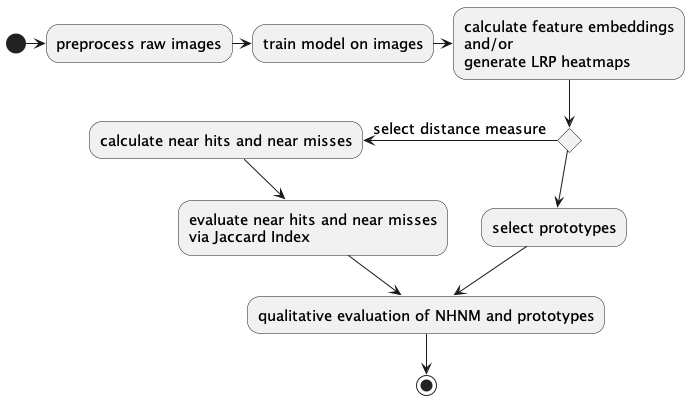 preprocess raw images
train model on images
calculate feature embeddings
and/or
generate LRP heatmaps
select distance measure
calculate near hits and near misses
evaluate near hits and near misses
via Jaccard Index
select prototypes
qualitative evaluation of NHNM and prototypes